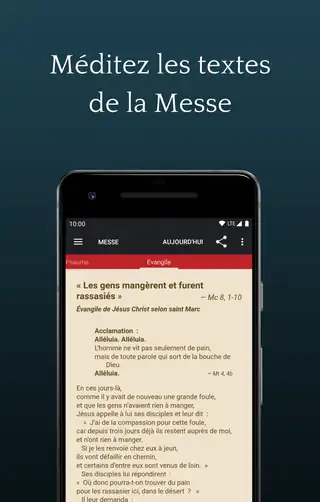 Méditez les textes
de la Messe
10:00
LTE
MESSE
AUJOURD'HUI
Psaume
Évangile
« Les gens mangèrent et furent
rassasiés »
– Mc 8, 1-10
Évangile de Jésus Christ selon saint Marc
Acclamation :
Alléluia. Alléluia.
L'homme ne vit pas seulement de pain,
mais de toute parole qui sort de la bouche de
Dieu
Alléluia.
– Mt 4, 4b
En ces jours-là,
comme il y avait de nouveau une grande foule,
et que les gens n'avaient rien à manger,
Jésus appelle à lui ses disciples et leur dit :
« J'ai de la compassion pour cette foule,
car depuis trois jours déjà ils restent auprès de moi,
et n'ont rien à manger.
Si je les renvoie chez eux à jeun,
ils vont défaillir en chemin,
et certains d'entre eux sont venus de loin. »
Ses disciples lui répondirent :
« Où donc pourra-t-on trouver du pain
pour les rassasier ici, dans le désert ? »
Il leur demanda :